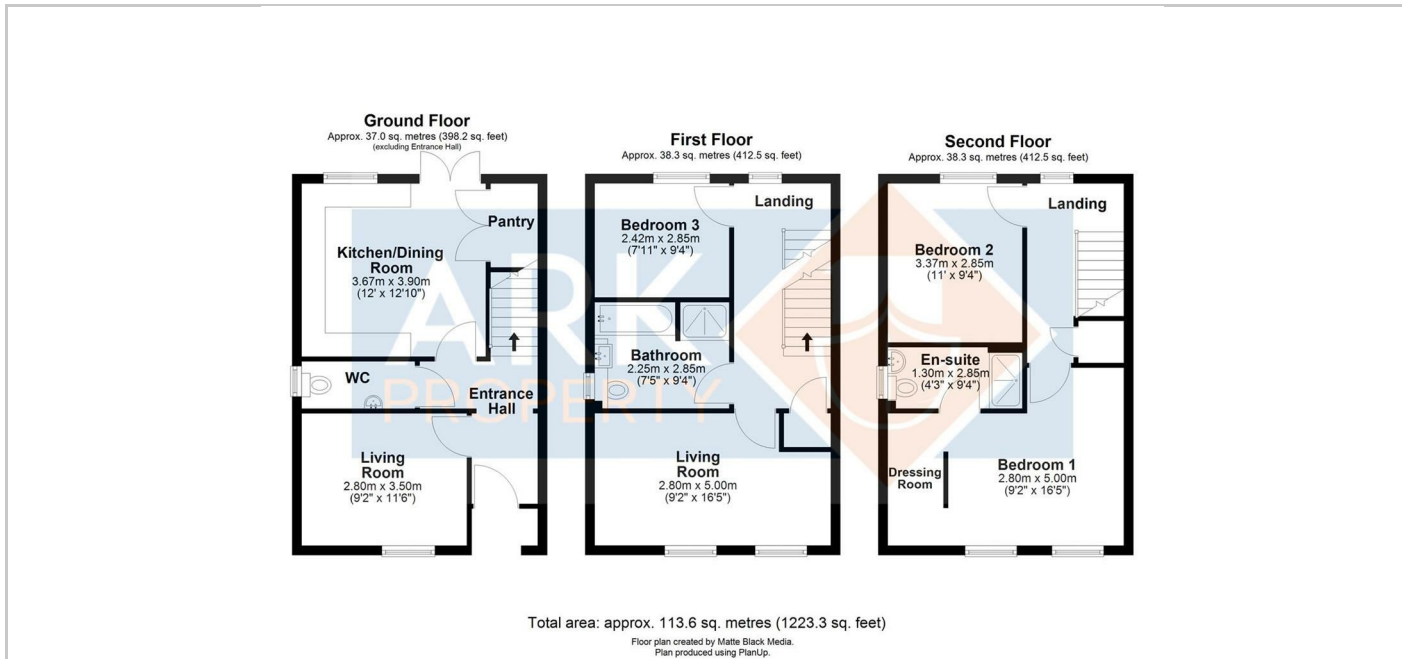 Ground Floor
Approx. 37.0 sq. metres (398.2 sq. feet)
(excluding Entrance Hall)
Pantry
Kitchen/Dining
Room
3.67m x 3.90m
(12' x 12'10")
WC
Entrance
Hall
Living
Room
2.80m x 3.50m
(9'2" x 11'6")
First Floor
Approx. 38.3 sq. metres (412.5 sq. feet)
Landing
Bedroom 3
2.42m x 2.85m
(7'11" x 9'4")
Bathroom
2.25m x 2.85m
(7'5" x 9'4")
Living
Room
2.80m x 5.00m
(9'2" x 16'5")
Second Floor
Approx. 38.3 sq. metres (412.5 sq. feet)
Landing
Bedroom 2
3.37m x 2.85m
(11' x 9'4")
En-suite
1.30m x 2.85m
(4'3" x 9'4")
Dressing
Room
Bedroom 1
2.80m x 5.00m
(9'2" x 16'5")
ARK
PROPERTY
Total area: approx. 113.6 sq. metres (1223.3 sq. feet)
Floor plan created by Matte Black Media.
Plan produced using PlanUp.